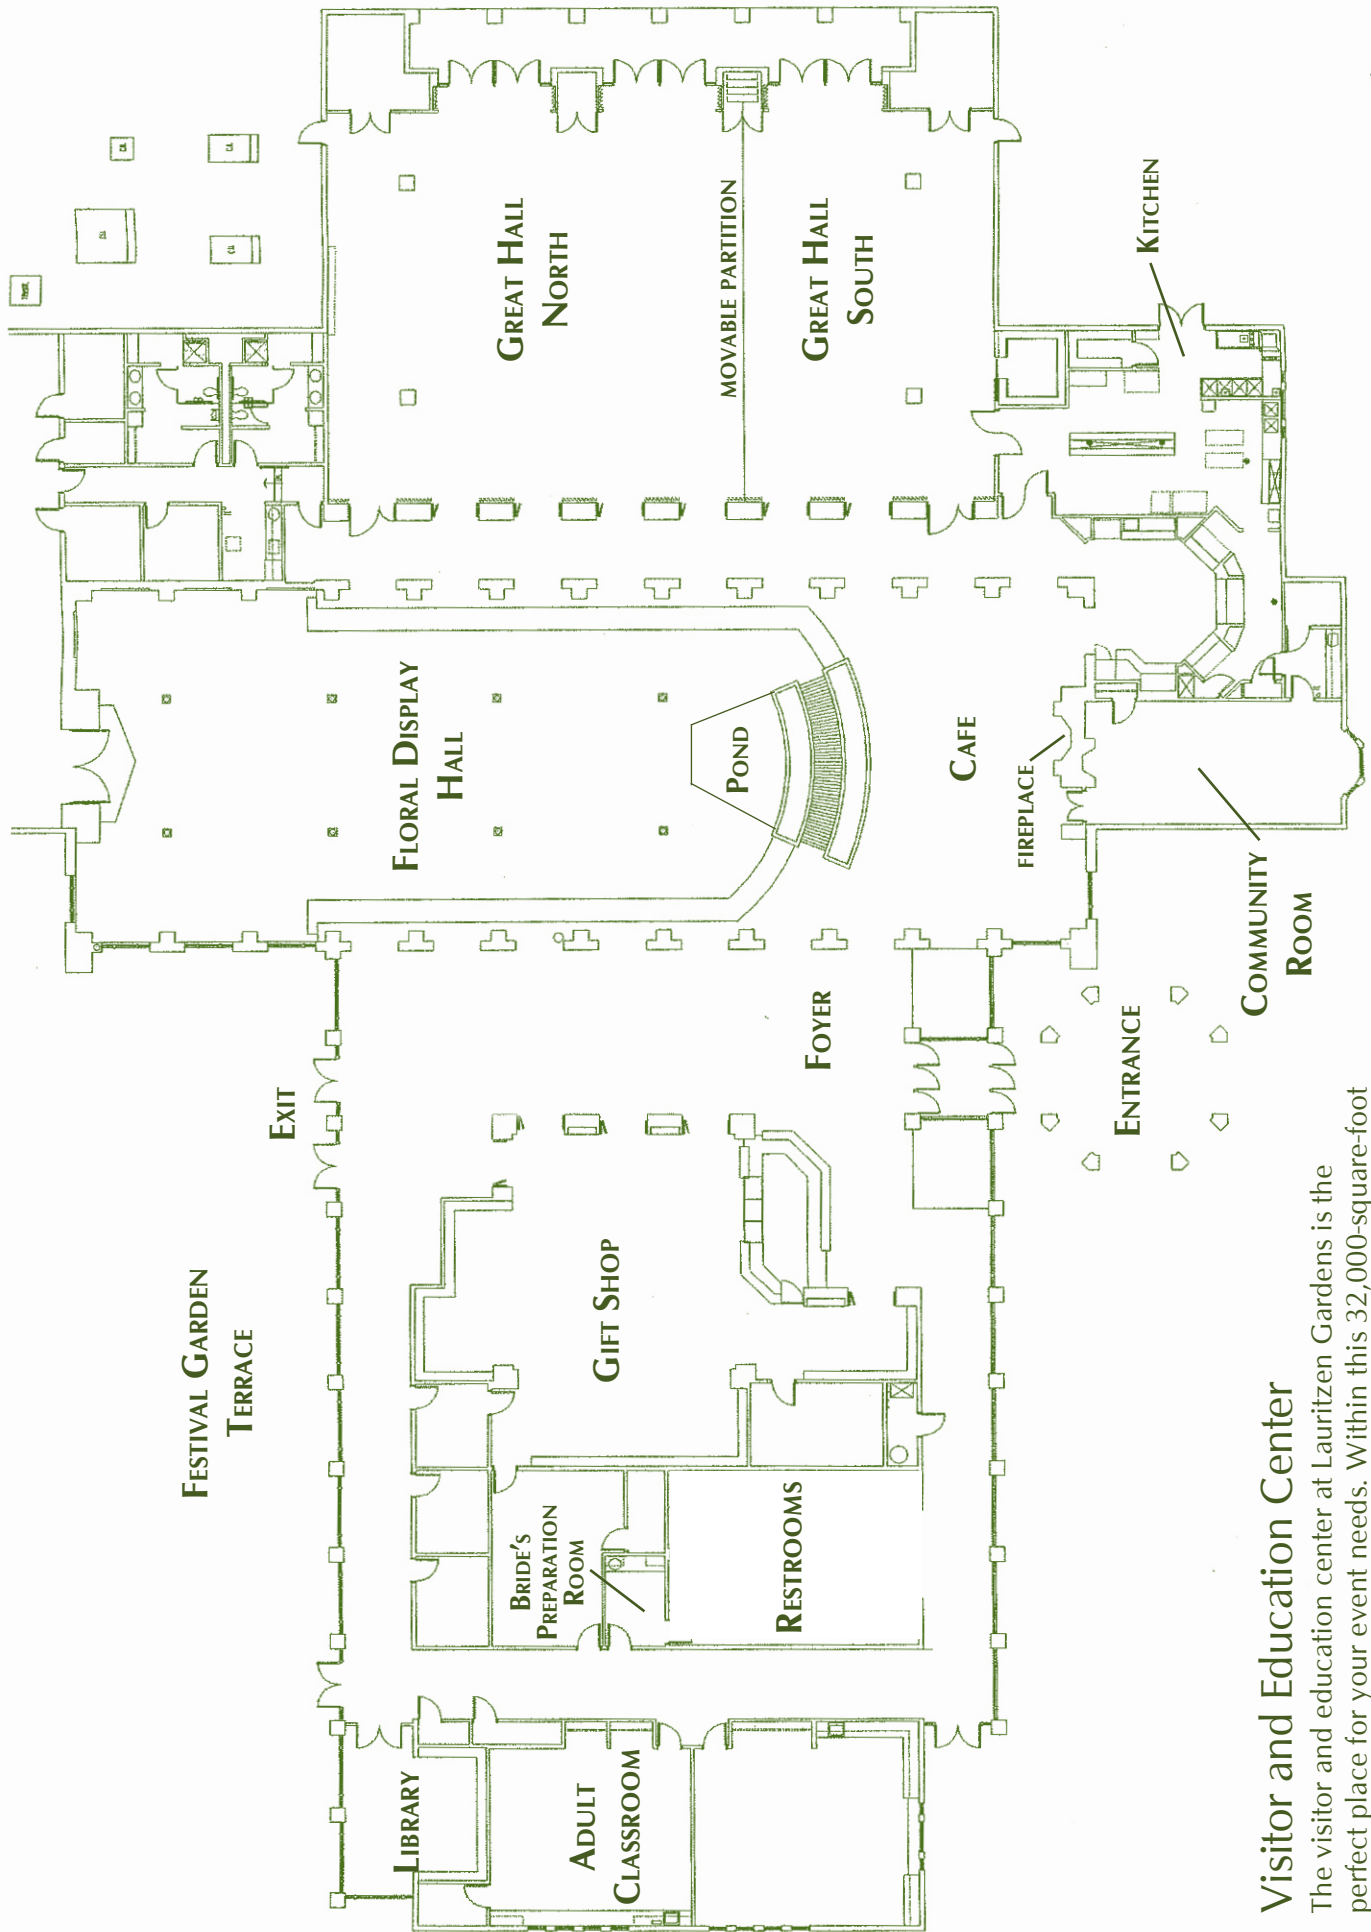 FESTIVAL GARDEN
TERRACE
EXIT
LIBRARY
ADULT
CLASSROOM
BRIDE'S
PREPARATION
ROOM
RESTROOMS
GIFT SHOP
FOYER
ENTRANCE
FLORAL DISPLAY
HALL
POND
CAFE
FIREPLACE
COMMUNITY
ROOM
GREAT HALL
NORTH
MOVABLE PARTITION
GREAT HALL
SOUTH
KITCHEN
Visitor and Education Center
The visitor and education center at Lauritzen Gardens is the
perfect place for your event needs. Within this 32,000-square-foot